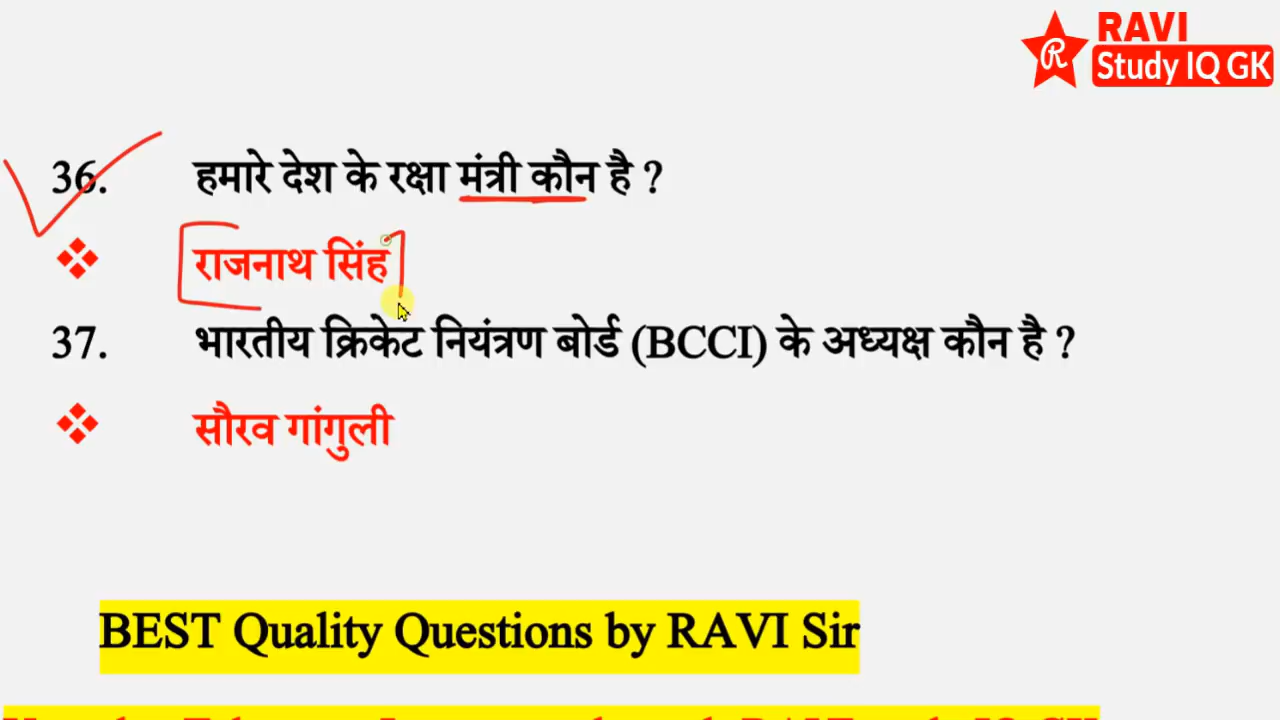 RAVI
R Study IQ GK
36. हमारे देश के रक्षा मंत्री कौन है ?
❖ राजनाथ सिंह
37. भारतीय क्रिकेट नियंत्रण बोर्ड (BCCI) के अध्यक्ष कौन है ?
❖ सौरव गांगुली
BEST Quality Questions by RAVI Sir